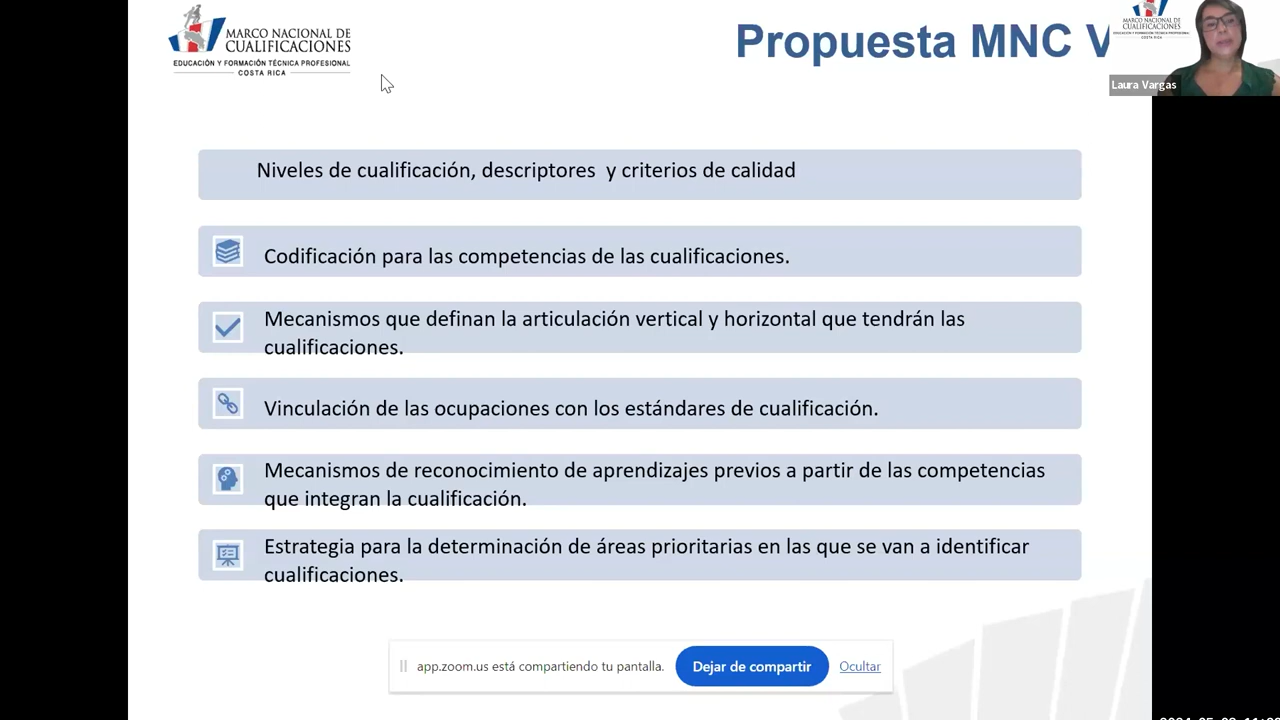 MARCO NACIONAL DE
CUALIFICACIONES
EDUCACIÓN Y FORMACIÓN TÉCNICA PROFESIONAL
COSTA RICA
Propuesta MNC V
MARCO NACIONAL DE
CUALIFICACIONES
Laura Vargas
Niveles de cualificación, descriptores y criterios de calidad
Codificación para las competencias de las cualificaciones.
Mecanismos que definan la articulación vertical y horizontal que tendrán las
cualificaciones.
Vinculación de las ocupaciones con los estándares de cualificación.
Mecanismos de reconocimiento de aprendizajes previos a partir de las competencias
que integran la cualificación.
Estrategia para la determinación de áreas prioritarias en las que se van a identificar
cualificaciones.
app.zoom.us está compartiendo tu pantalla.
Dejar de compartir
Ocultar